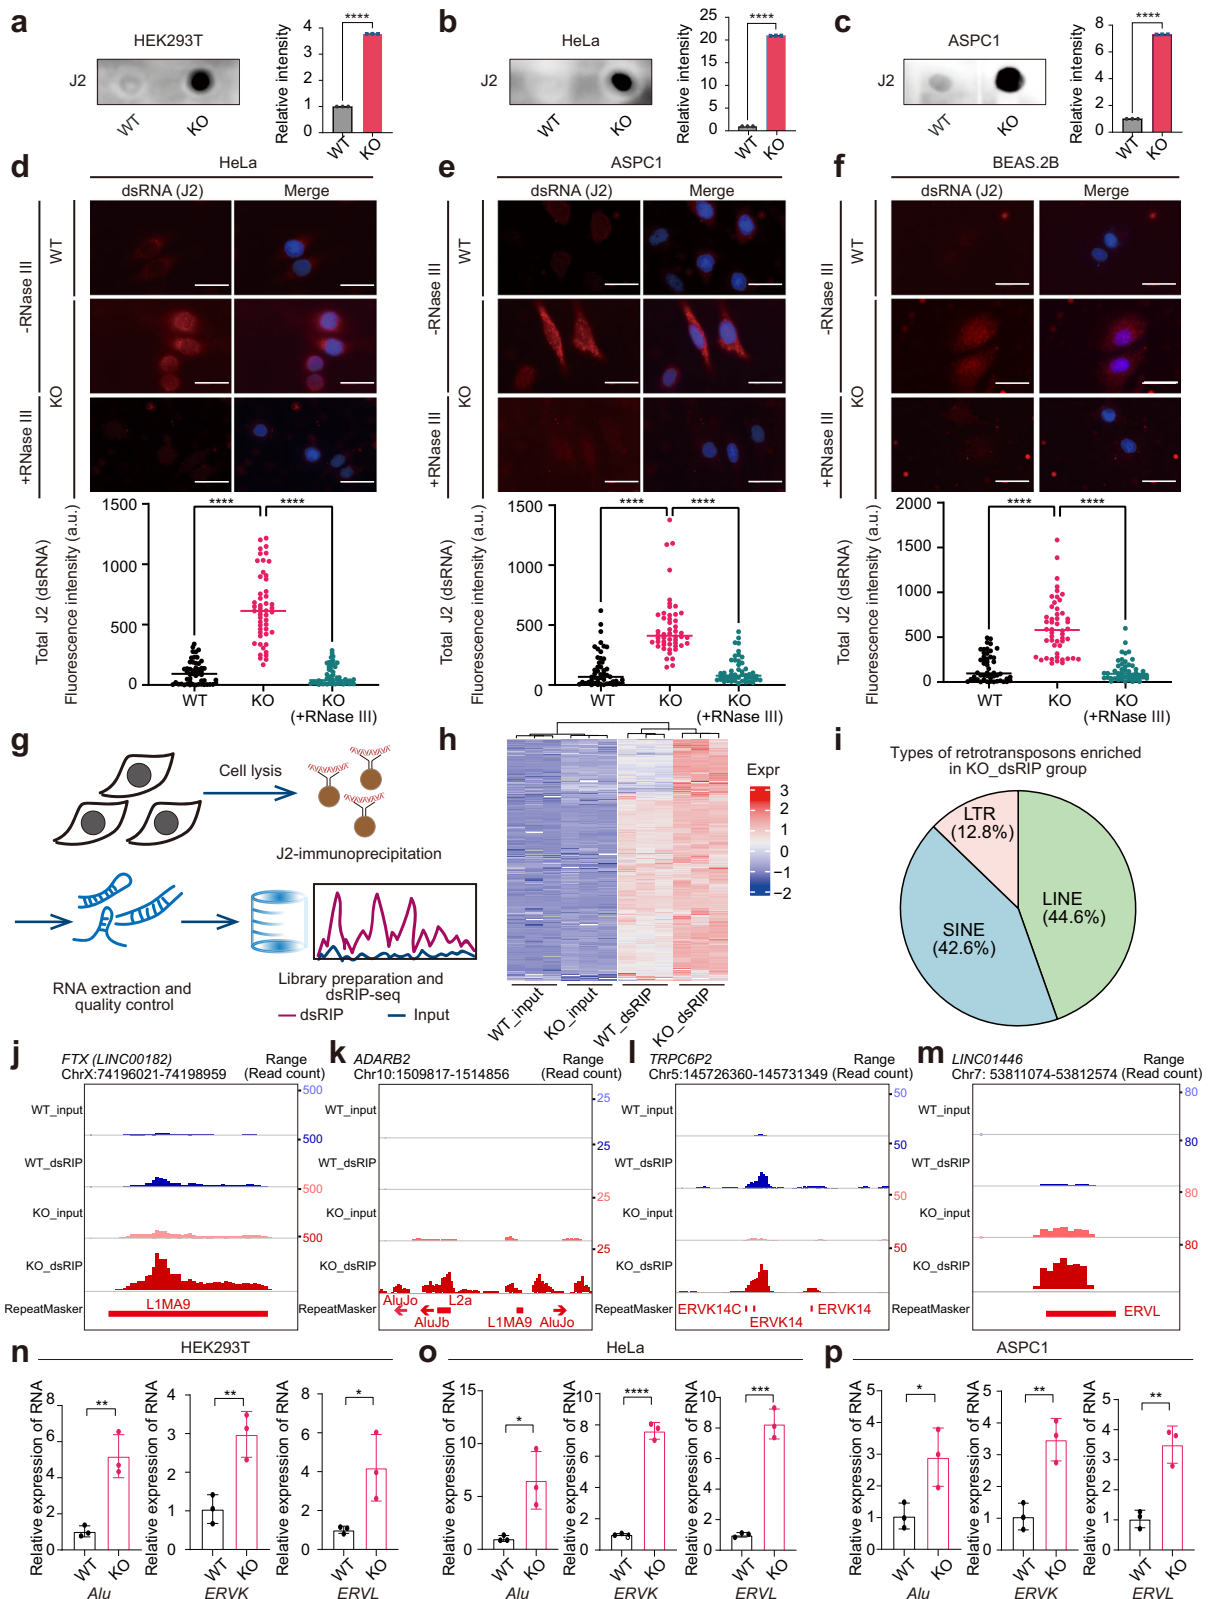 a
HEK293T
J2
WT
KO
Relative intensity
4
3
2
1
0
****
WT
KO
b
HeLa
J2
WT
KO
Relative intensity
25
20
15
10
5
0
****
WT
KO
c
ASPC1
J2
WT
KO
Relative intensity
8
6
4
2
0
****
WT
KO
d
HeLa
dsRNA (J2)
Merge
-RNase III
+RNase III
WT
KO
Total J2 (dsRNA)
Fluorescence intensity (a.u.)
1500
1000
500
0
****
****
WT
KO
KO
(+RNase III)
e
ASPC1
dsRNA (J2)
Merge
-RNase III
+RNase III
WT
KO
Total J2 (dsRNA)
Fluorescence intensity (a.u.)
1500
1000
500
0
****
****
WT
KO
KO
(+RNase III)
f
BEAS.2B
dsRNA (J2)
Merge
-RNase III
+RNase III
WT
KO
Total J2 (dsRNA)
Fluorescence intensity (a.u.)
2000
1500
1000
500
0
****
****
WT
KO
KO
(+RNase III)
g
Cell lysis
J2-immunoprecipitation
RNA extraction and
quality control
Library preparation and
dsRIP-seq
dsRIP
Input
h
Expr
3
2
1
0
−1
−2
WT_input
KO_input
WT_dsRIP
KO_dsRIP
i
Types of retrotransposons enriched
in KO_dsRIP group
LTR
(12.8%)
LINE
(44.6%)
SINE
(42.6%)
j
FTX (LINC00182)
Range
ChrX:74196021-74198959
(Read count)
500
WT_input
500
WT_dsRIP
500
KO_input
500
KO_dsRIP
L1MA9
RepeatMasker
k
ADARB2
Range
Chr10:1509817-1514856
(Read count)
25
WT_input
25
WT_dsRIP
25
KO_input
25
KO_dsRIP
AluJo
L2a
RepeatMasker
AluJb
L1MA9
AluJo
l
TRPC6P2
Range
Chr5:145726360-145731349
(Read count)
50
WT_input
50
WT_dsRIP
50
KO_input
50
KO_dsRIP
RepeatMasker
ERVK14C
ERVK14
ERVK14
m
LINC01446
Range
Chr7: 53811074-53812574
(Read count)
80
WT_input
80
WT_dsRIP
80
KO_input
80
KO_dsRIP
RepeatMasker
ERVL
n
HEK293T
Relative expression of RNA
8
6
4
2
0
**
WT
KO
Alu
Relative expression of RNA
4
3
2
1
0
**
WT
KO
ERVK
Relative expression of RNA
8
6
4
2
0
*
WT
KO
ERVL
o
HeLa
Relative expression of RNA
15
10
5
0
*
WT
KO
Alu
Relative expression of RNA
10
8
6
4
2
0
****
WT
KO
ERVK
Relative expression of RNA
10
8
6
4
2
0
***
WT
KO
ERVL
p
ASPC1
Relative expression of RNA
5
4
3
2
1
0
*
WT
KO
Alu
Relative expression of RNA
5
4
3
2
1
0
**
WT
KO
ERVK
Relative expression of RNA
5
4
3
2
1
0
**
WT
KO
ERVL